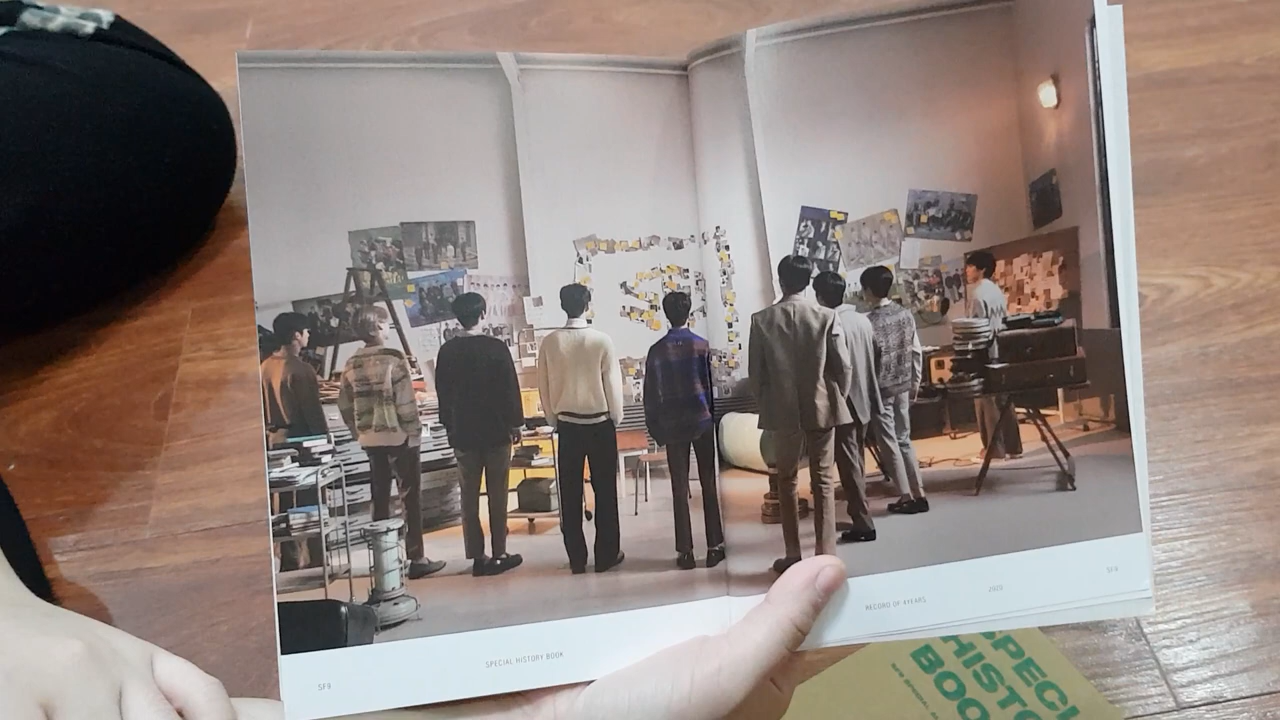 SF9
SPECIAL HISTORY BOOK
RECORD OF 4YEARS
2020
SF9
SPECI
HISTO
BOO